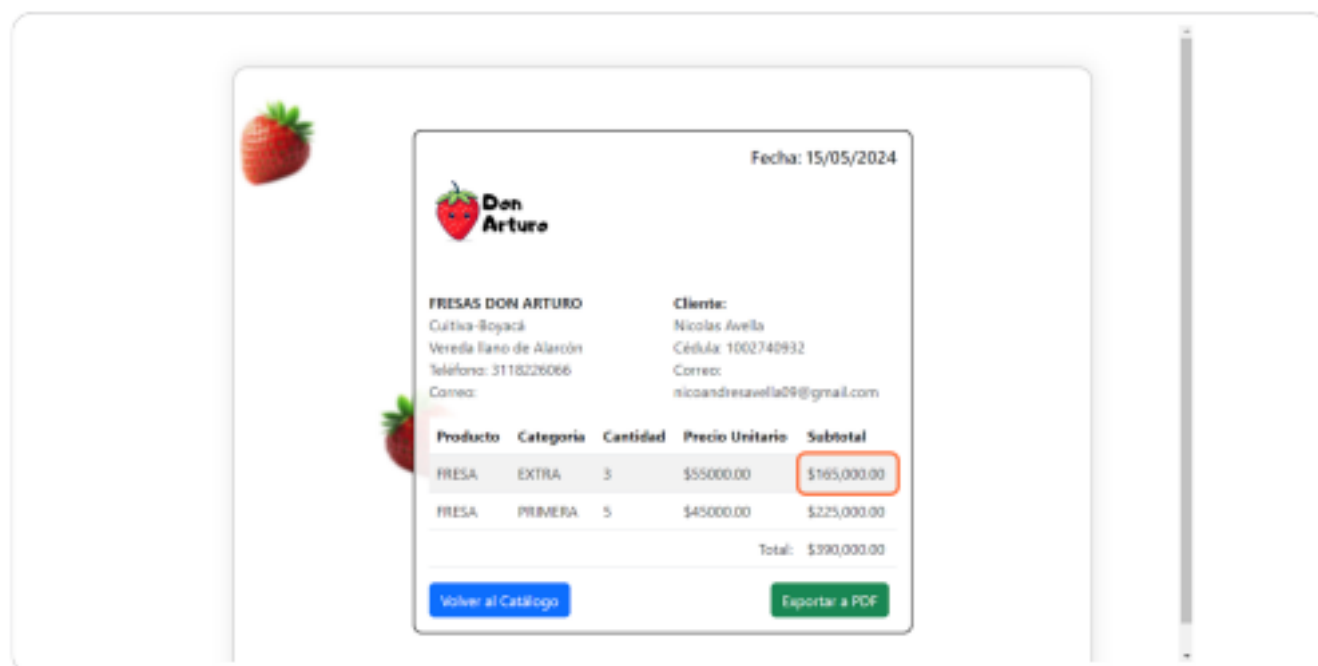 Fecha: 15/05/2024
Don
Arturo
FRESAS DON ARTURO
Cuitiva-Boyacá
Vereda llano de Alarcón
Teléfono: 3118226066
Correo:
Cliente:
Nicolas Avella
Cédula: 1002740932
Correo:
nicoandresavella09@gmail.com
Producto Categoria Cantidad Precio Unitario Subtotal
FRESA EXTRA 3 $55000.00 $165,000.00
FRESA PRIMERA 5 $45000.00 $225,000.00
Total: $390,000.00
Volver al Catálogo
Exportar a PDF